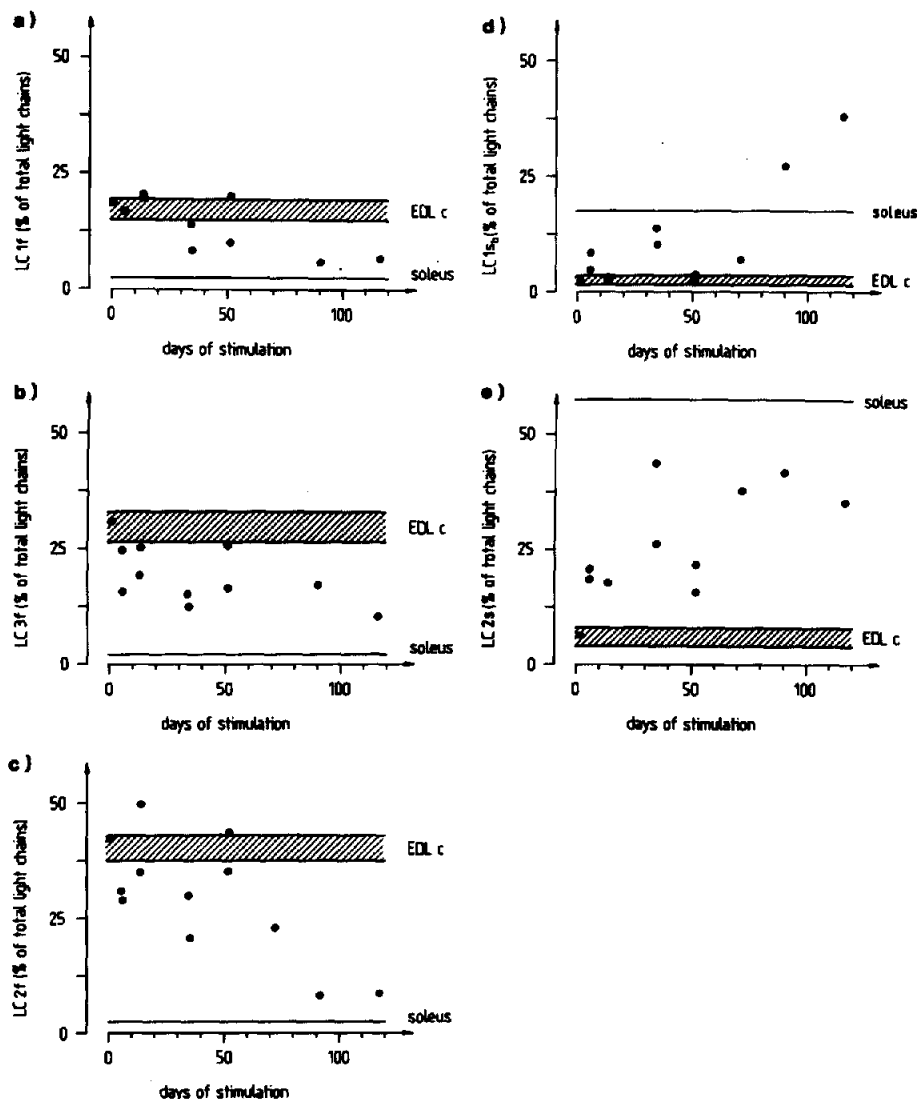 a)
50
25
0
LC 1f (% of total light chains)
EDL c
soleus
0 50 100
days of stimulation
b)
50
25
0
LC 3f (% of total light chains)
EDL c
soleus
0 50 100
days of stimulation
c)
50
25
0
LC 2f (% of total light chains)
EDL c
soleus
0 50 100
days of stimulation
d)
50
25
0
LC 1sb (% of total light chains)
soleus
EDL c
0 50 100
days of stimulation
e)
50
25
0
LC 2s (% of total light chains)
soleus
EDL c
0 50 100
days of stimulation